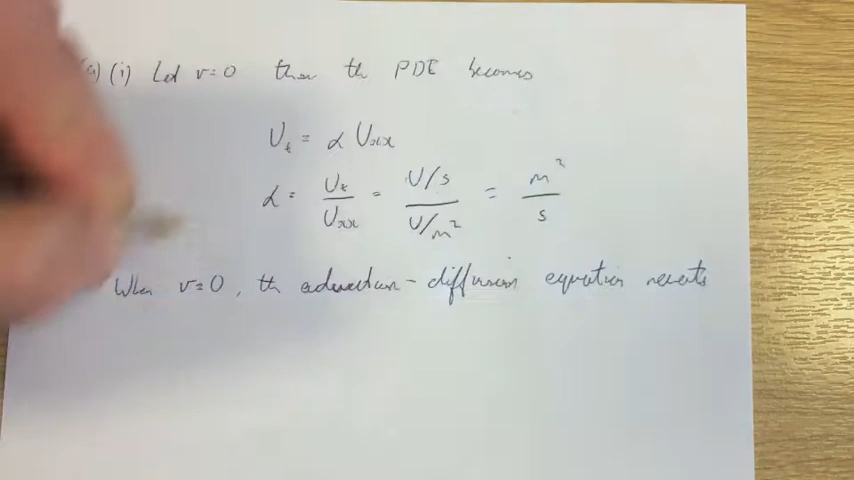 (i) Let v=0 then the PDE becomes
U_t = α U_xx
α = U_t / U_xx = U/s / U/m² = m² / s
When v=0, the advection - diffusion equation reverts